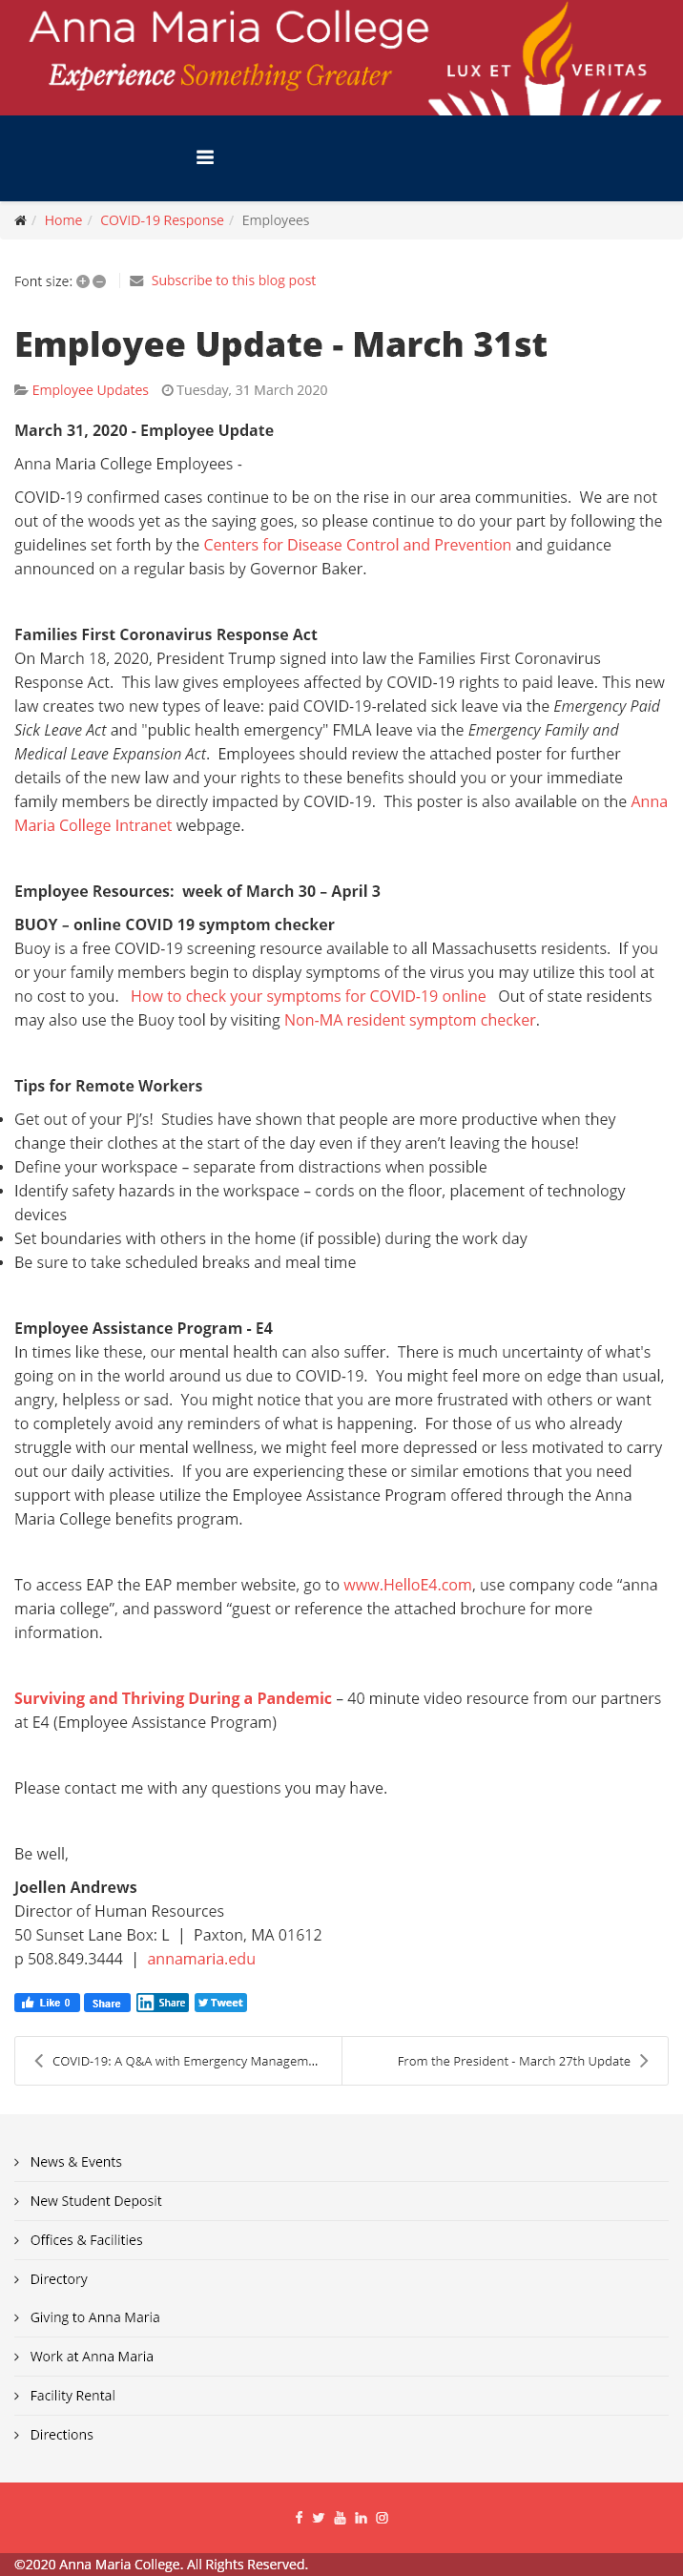 Anna Maria College
Experience Something Greater
LUX ET VERITAS
/ Home / COVID-19 Response / Employees
Font size: + – Subscribe to this blog post
Employee Update - March 31st
Employee Updates Tuesday, 31 March 2020
March 31, 2020 - Employee Update
Anna Maria College Employees -
COVID-19 confirmed cases continue to be on the rise in our area communities.  We are not
out of the woods yet as the saying goes, so please continue to do your part by following the
guidelines set forth by the Centers for Disease Control and Prevention and guidance
announced on a regular basis by Governor Baker.
Families First Coronavirus Response Act
On March 18, 2020, President Trump signed into law the Families First Coronavirus
Response Act.  This law gives employees affected by COVID-19 rights to paid leave. This new
law creates two new types of leave: paid COVID-19-related sick leave via the Emergency Paid
Sick Leave Act and "public health emergency" FMLA leave via the Emergency Family and
Medical Leave Expansion Act.  Employees should review the attached poster for further
details of the new law and your rights to these benefits should you or your immediate
family members be directly impacted by COVID-19.  This poster is also available on the Anna
Maria College Intranet webpage.
Employee Resources:  week of March 30 – April 3
BUOY – online COVID 19 symptom checker
Buoy is a free COVID-19 screening resource available to all Massachusetts residents.  If you
or your family members begin to display symptoms of the virus you may utilize this tool at
no cost to you.   How to check your symptoms for COVID-19 online   Out of state residents
may also use the Buoy tool by visiting Non-MA resident symptom checker.
Tips for Remote Workers
• Get out of your PJ’s!  Studies have shown that people are more productive when they
change their clothes at the start of the day even if they aren’t leaving the house!
• Define your workspace – separate from distractions when possible
• Identify safety hazards in the workspace – cords on the floor, placement of technology
devices
• Set boundaries with others in the home (if possible) during the work day
• Be sure to take scheduled breaks and meal time
Employee Assistance Program - E4
In times like these, our mental health can also suffer.  There is much uncertainty of what's
going on in the world around us due to COVID-19.  You might feel more on edge than usual,
angry, helpless or sad.  You might notice that you are more frustrated with others or want
to completely avoid any reminders of what is happening.  For those of us who already
struggle with our mental wellness, we might feel more depressed or less motivated to carry
out our daily activities.  If you are experiencing these or similar emotions that you need
support with please utilize the Employee Assistance Program offered through the Anna
Maria College benefits program.
To access EAP the EAP member website, go to www.HelloE4.com, use company code “anna
maria college”, and password “guest or reference the attached brochure for more
information.
Surviving and Thriving During a Pandemic – 40 minute video resource from our partners
at E4 (Employee Assistance Program)
Please contact me with any questions you may have.
Be well,
Joellen Andrews
Director of Human Resources
50 Sunset Lane Box: L  |  Paxton, MA 01612
p 508.849.3444  |  annamaria.edu
Like 0 Share Share Tweet
COVID-19: A Q&A with Emergency Managem... From the President - March 27th Update
News & Events
New Student Deposit
Offices & Facilities
Directory
Giving to Anna Maria
Work at Anna Maria
Facility Rental
Directions
©2020 Anna Maria College. All Rights Reserved.